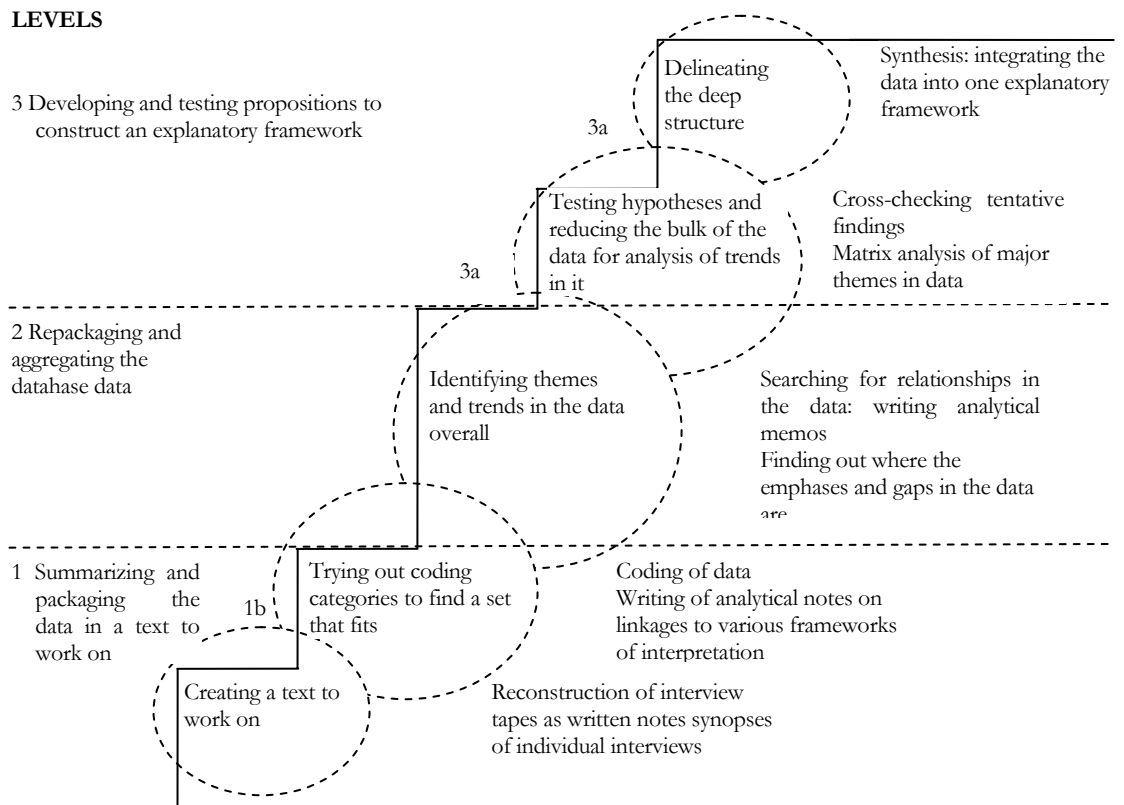 LEVELS
3 Developing and testing propositions to
construct an explanatory framework
3a
Delineating
the deep
structure
Synthesis: integrating the
data into one explanatory
framework
3a
Testing hypotheses and
reducing the bulk of the
data for analysis of trends
in it
Cross-checking tentative
findings
Matrix analysis of major
themes in data
2 Repackaging and
aggregating the
database data
Identifying themes
and trends in the data
overall
Searching for relationships in
the data: writing analytical
memos
Finding out where the
emphases and gaps in the data
are
1 Summarizing and
packaging the
data in a text to
work on
1b
Trying out coding
categories to find a set
that fits
Coding of data
Writing of analytical notes on
linkages to various frameworks
of interpretation
Creating a text to
work on
Reconstruction of interview
tapes as written notes synopses
of individual interviews